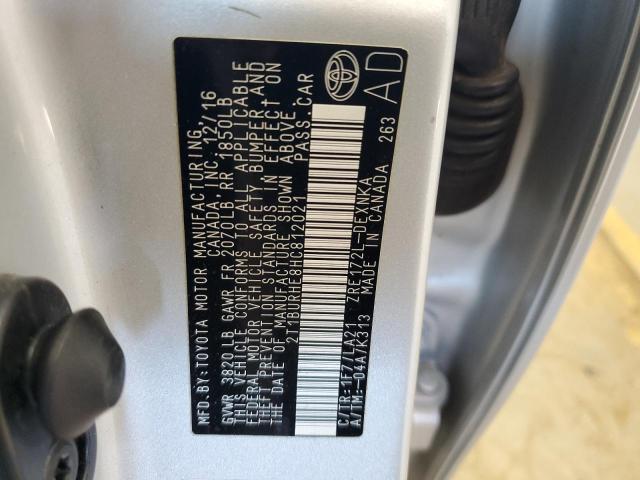 MFD.BY:TOYOTA MOTOR MANUFACTURING
CANADA, INC. 12/16
GVWR 3820 LB GAWR FR 2070LB RR 1850LB
THIS VEHICLE CONFORMS TO ALL APPLICABLE
FEDERAL MOTOR VEHICLE SAFETY BUMPER AND
THEFT PREVENTION STANDARDS IN EFFECT ON
THE DATE OF MANUFACTURE SHOWN ABOVE.
2T1BURHE8HC812021 PASS.CAR
C/TR:1F7/LA21 ZRE172L-DEXNKA
A/TM:-04A/K313 MADE IN CANADA 263
AD